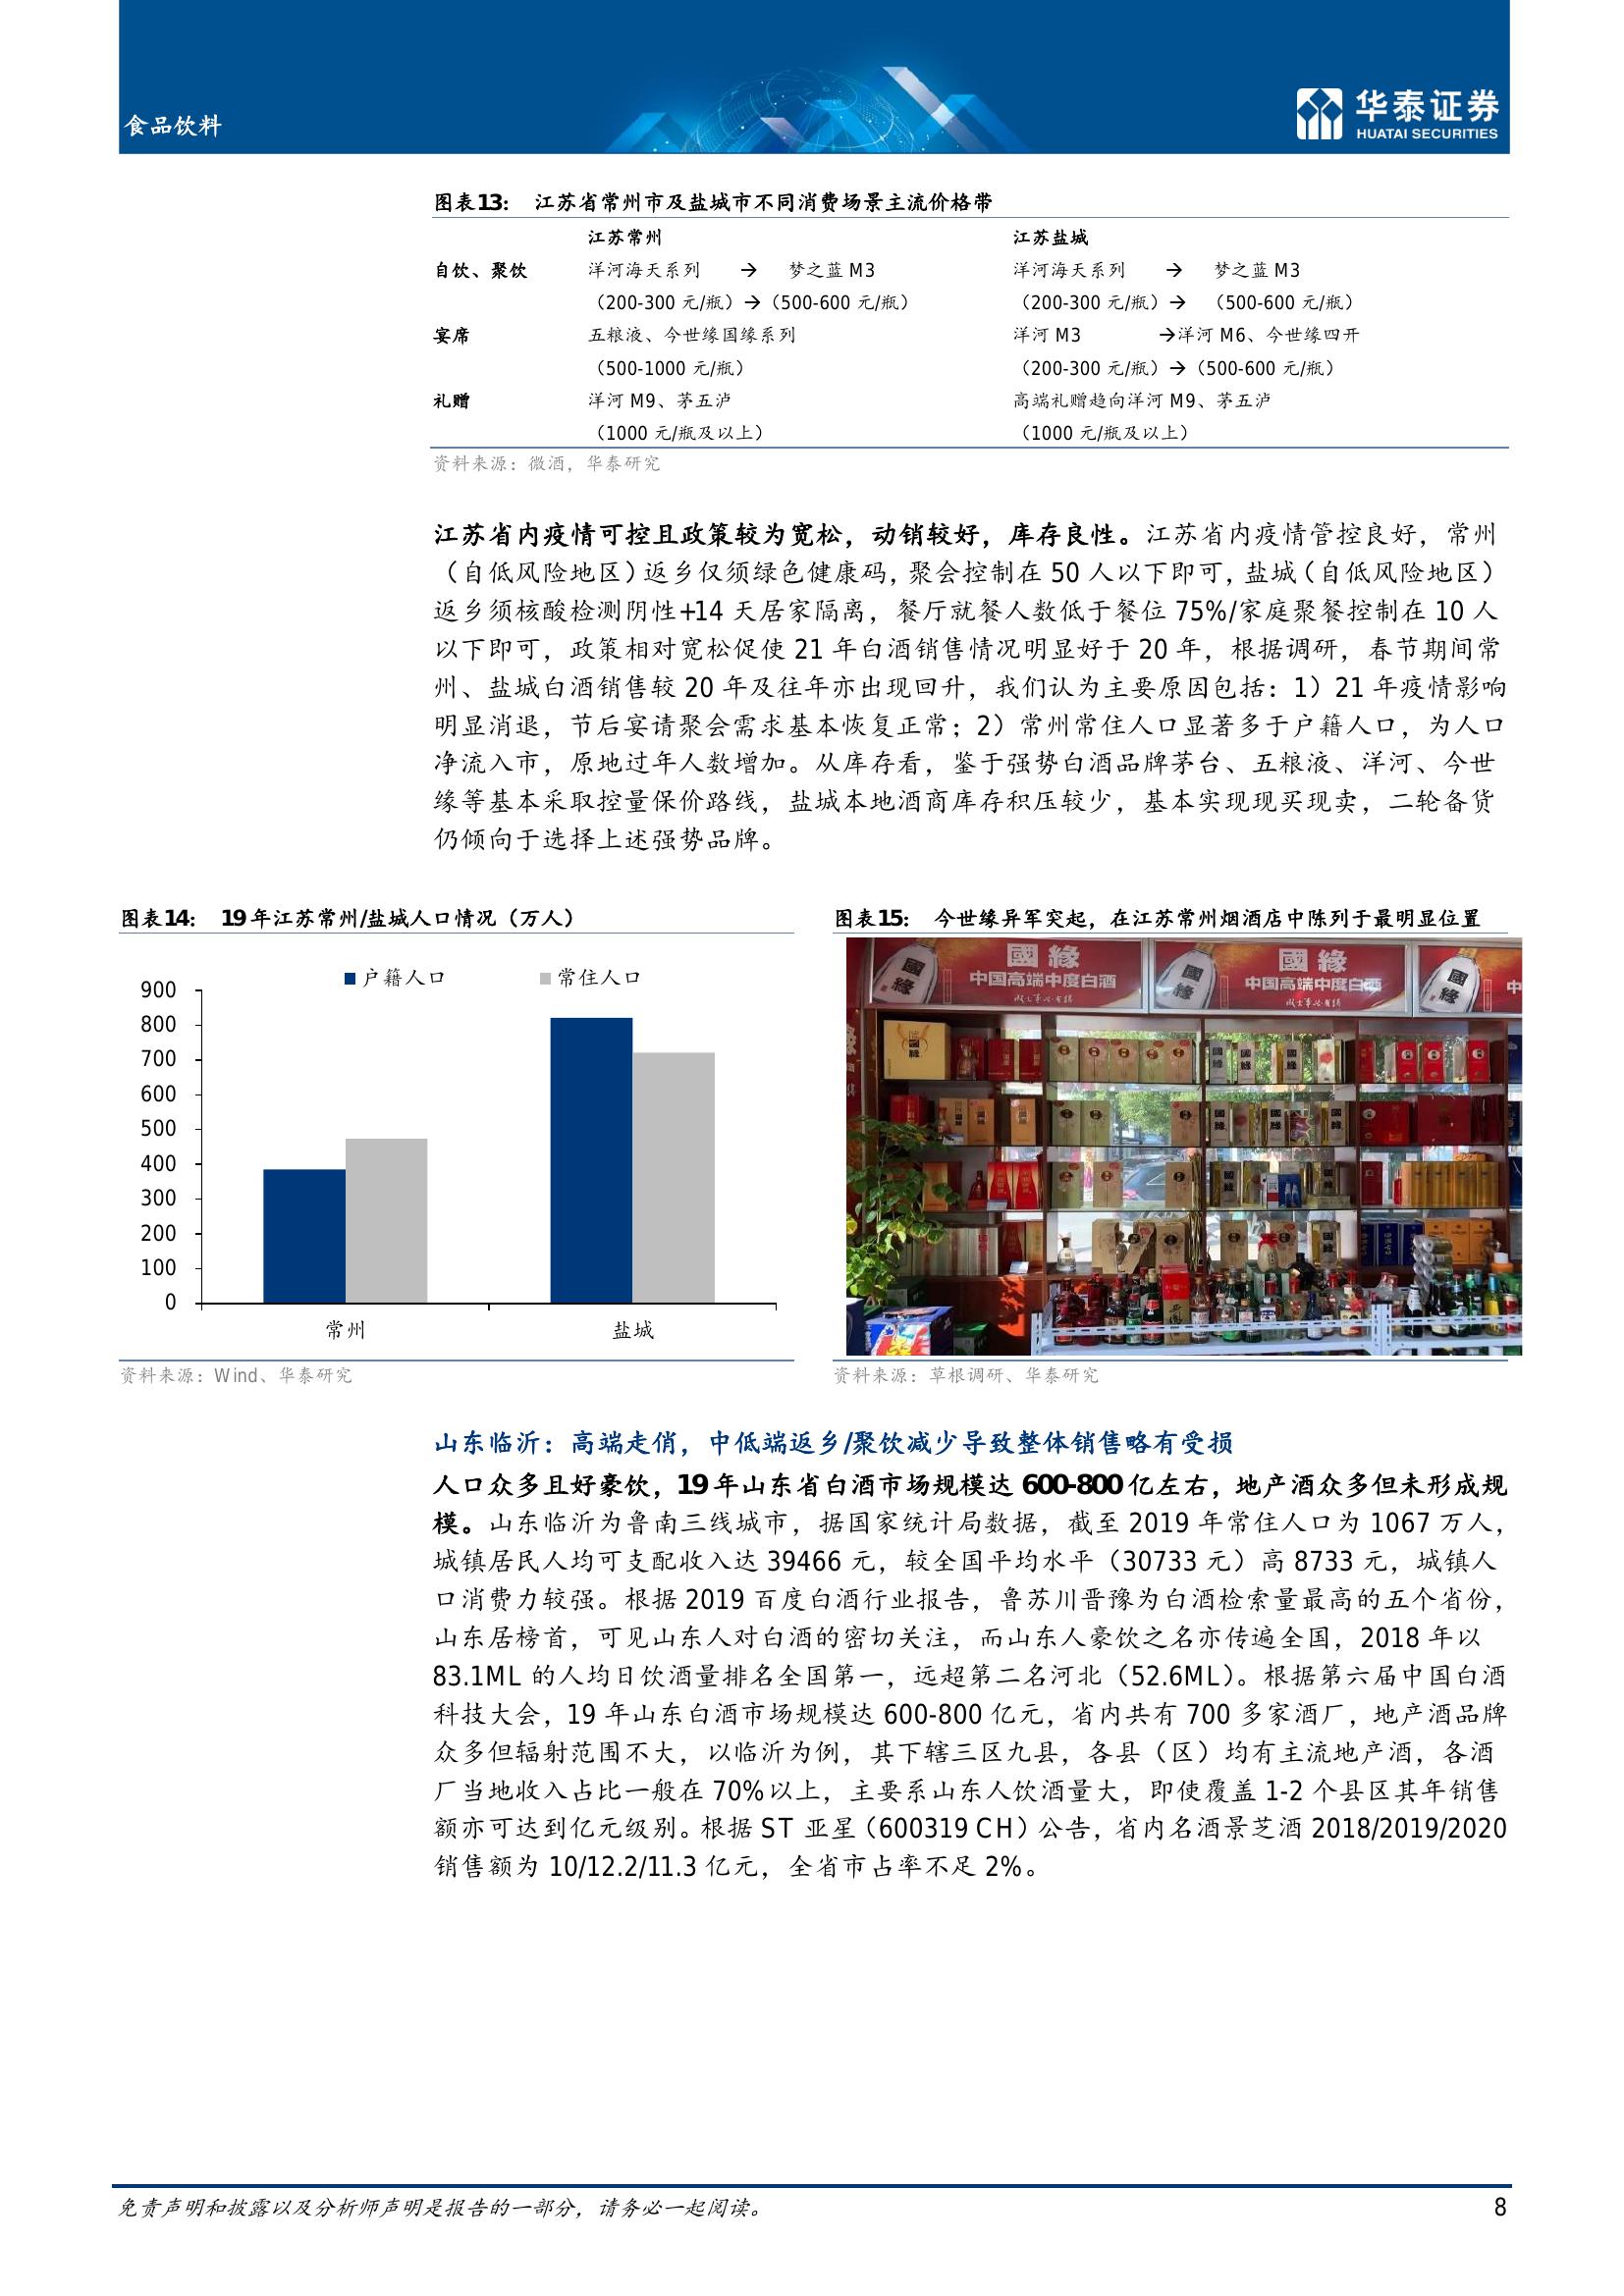 食品饮料
华泰证券
HUATAI SECURITIES
图表13： 江苏省常州市及盐城市不同消费场景主流价格带
江苏常州 江苏盐城
自饮、聚饮 洋河海天系列 → 梦之蓝 M3 洋河海天系列 → 梦之蓝 M3
（200-300 元/瓶）→（500-600 元/瓶） （200-300 元/瓶）→ （500-600 元/瓶）
宴席 五粮液、今世缘国缘系列 洋河 M3 →洋河 M6、今世缘四开
（500-1000 元/瓶） （200-300 元/瓶）→（500-600 元/瓶）
礼赠 洋河 M9、茅五泸 高端礼赠趋向洋河 M9、茅五泸
（1000 元/瓶及以上） （1000 元/瓶及以上）
资料来源：微酒，华泰研究
江苏省内疫情可控且政策较为宽松，动销较好，库存良性。江苏省内疫情管控良好，常州
（自低风险地区）返乡仅须绿色健康码，聚会控制在 50 人以下即可，盐城（自低风险地区）
返乡须核酸检测阴性+14 天居家隔离，餐厅就餐人数低于餐位 75%/家庭聚餐控制在 10 人
以下即可，政策相对宽松促使 21 年白酒销售情况明显好于 20 年，根据调研，春节期间常
州、盐城白酒销售较 20 年及往年亦出现回升，我们认为主要原因包括：1）21 年疫情影响
明显消退，节后宴请聚会需求基本恢复正常；2）常州常住人口显著多于户籍人口，为人口
净流入市，原地过年人数增加。从库存看，鉴于强势白酒品牌茅台、五粮液、洋河、今世
缘等基本采取控量保价路线，盐城本地酒商库存积压较少，基本实现现买现卖，二轮备货
仍倾向于选择上述强势品牌。
图表14： 19 年江苏常州/盐城人口情况（万人）
户籍人口 常住人口
900
800
700
600
500
400
300
200
100
0
常州 盐城
资料来源：Wind、华泰研究
图表15： 今世缘异军突起，在江苏常州烟酒店中陈列于最明显位置
國緣 國緣
中国高端中度白酒 中国高端中度白酒 中
國緣 國緣 國緣
资料来源：草根调研、华泰研究
山东临沂：高端走俏，中低端返乡/聚饮减少导致整体销售略有受损
人口众多且好豪饮，19 年山东省白酒市场规模达 600-800 亿左右，地产酒众多但未形成规
模。山东临沂为鲁南三线城市，据国家统计局数据，截至 2019 年常住人口为 1067 万人，
城镇居民人均可支配收入达 39466 元，较全国平均水平（30733 元）高 8733 元，城镇人
口消费力较强。根据 2019 百度白酒行业报告，鲁苏川晋豫为白酒检索量最高的五个省份，
山东居榜首，可见山东人对白酒的密切关注，而山东人豪饮之名亦传遍全国，2018 年以
83.1ML 的人均日饮酒量排名全国第一，远超第二名河北（52.6ML）。根据第六届中国白酒
科技大会，19 年山东白酒市场规模达 600-800 亿元，省内共有 700 多家酒厂，地产酒品牌
众多但辐射范围不大，以临沂为例，其下辖三区九县，各县（区）均有主流地产酒，各酒
厂当地收入占比一般在 70%以上，主要系山东人饮酒量大，即使覆盖 1-2 个县区其年销售
额亦可达到亿元级别。根据 ST 亚星（600319 CH）公告，省内名酒景芝酒 2018/2019/2020
销售额为 10/12.2/11.3 亿元，全省市占率不足 2%。
免责声明和披露以及分析师声明是报告的一部分，请务必一起阅读。 8